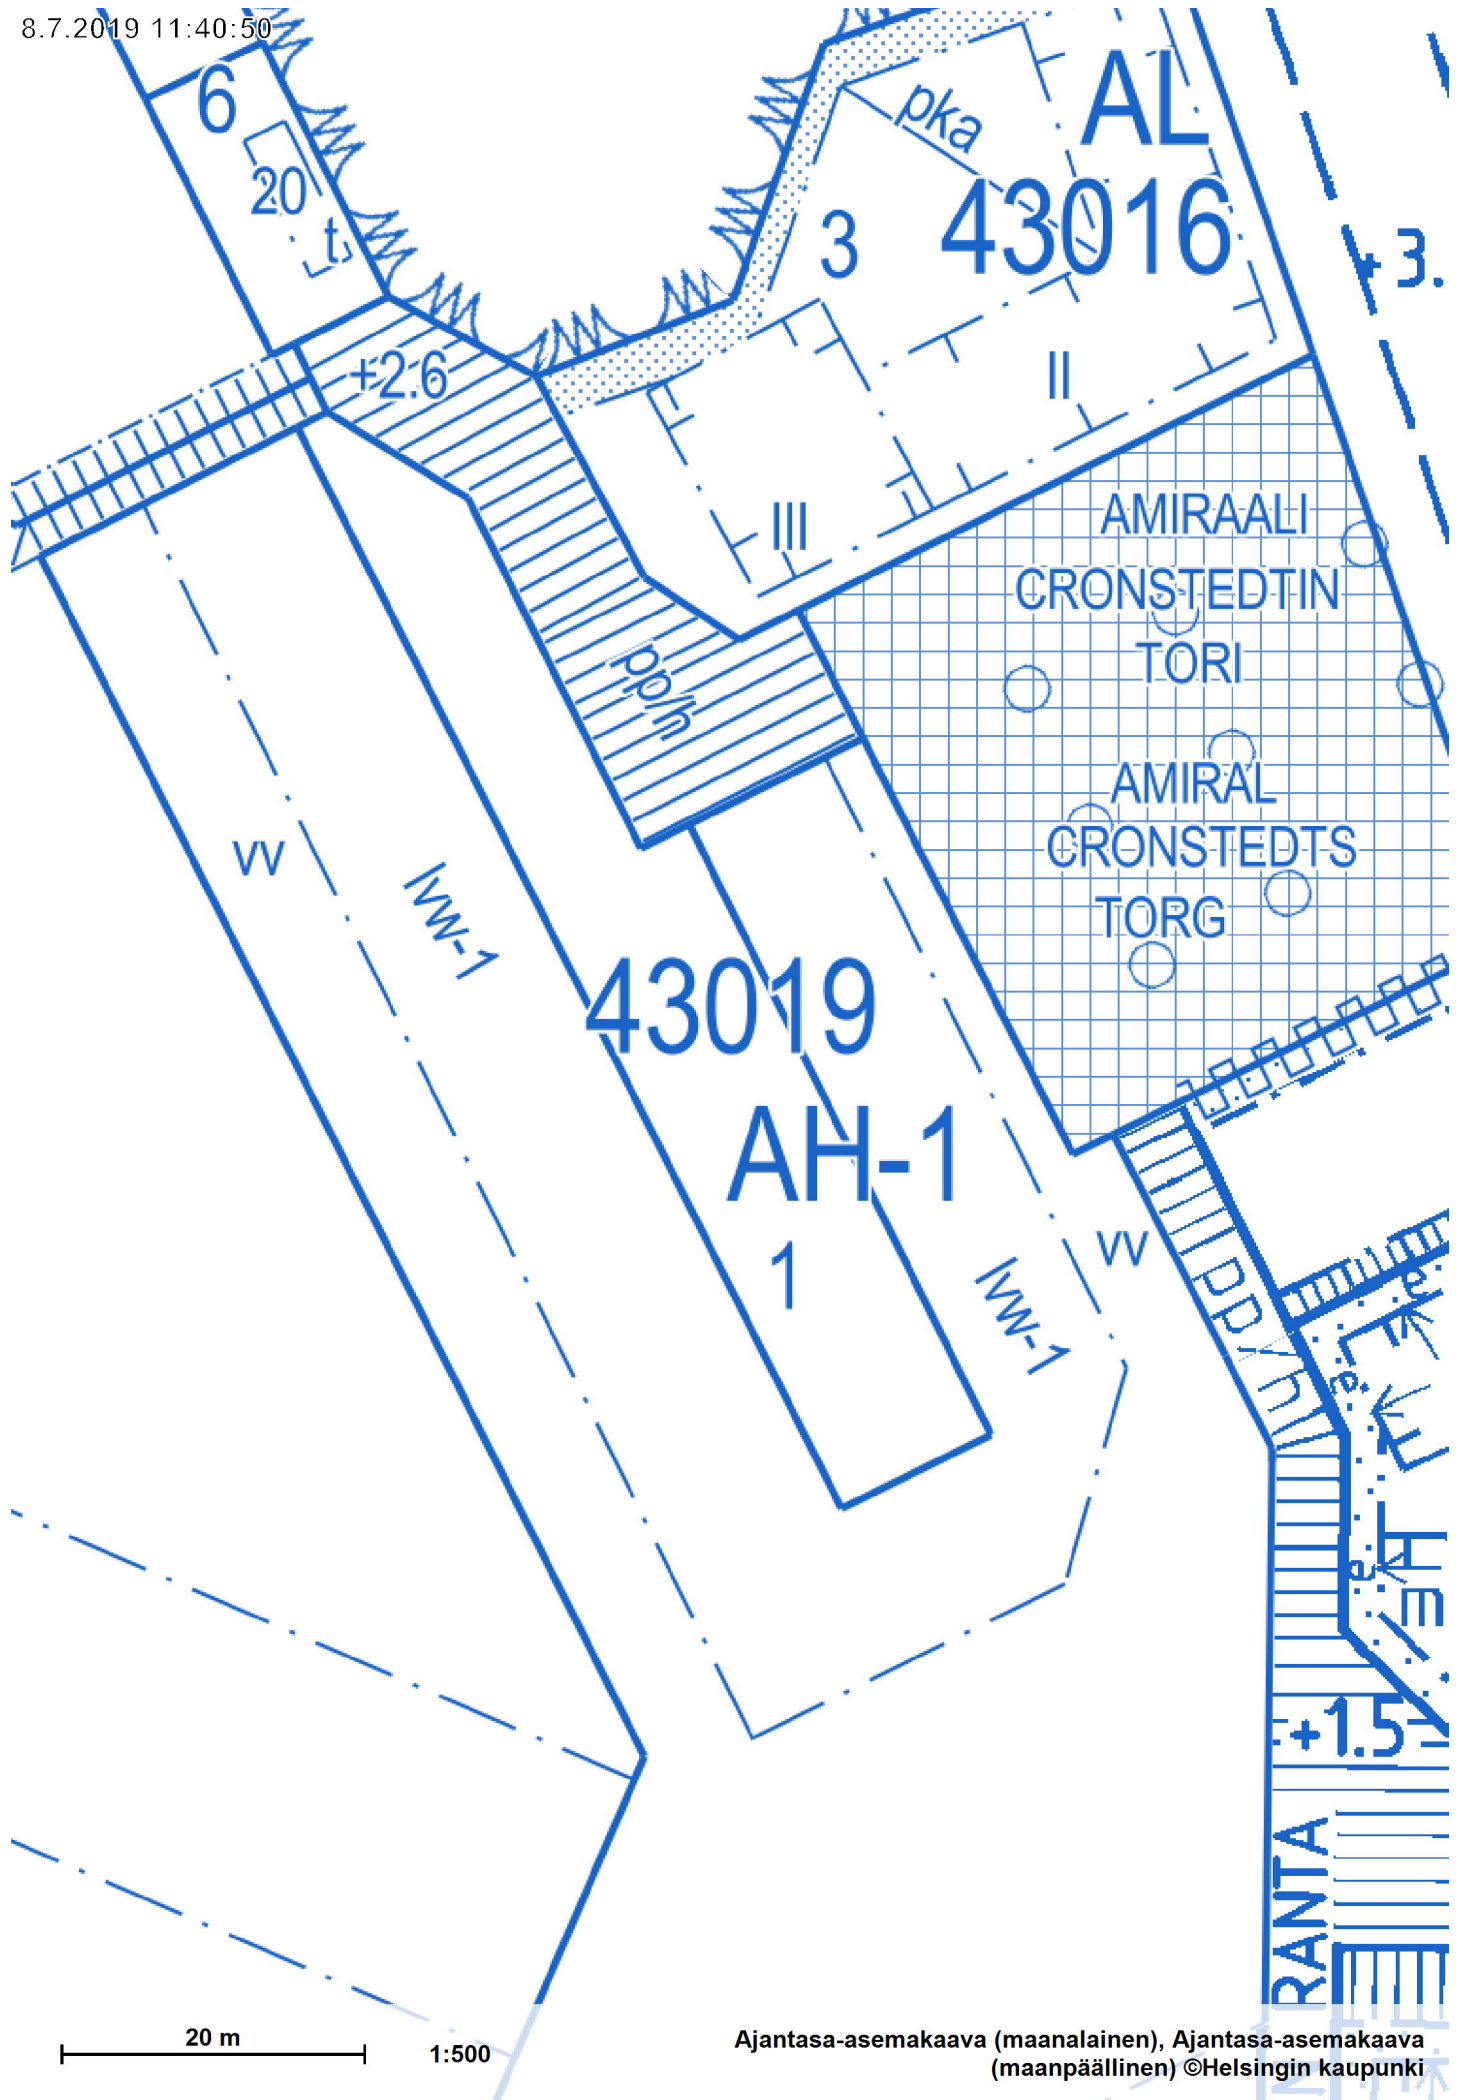 8.7.2019 11:40:50
6
20
t
AL
pka
43016
3
+3.
+2.6
II
III
AMIRAALI
CRONSTEDTIN
TORI
pp/h
AMIRAL
CRONSTEDTS
TORG
vv
lvw-1
43019
AH-1
1
vv
lvw-1
pp/h
e
e
e
+1.5
RANTA
20 m
1:500
Ajantasa-asemakaava (maanalainen), Ajantasa-asemakaava
(maanpäällinen) ©Helsingin kaupunki